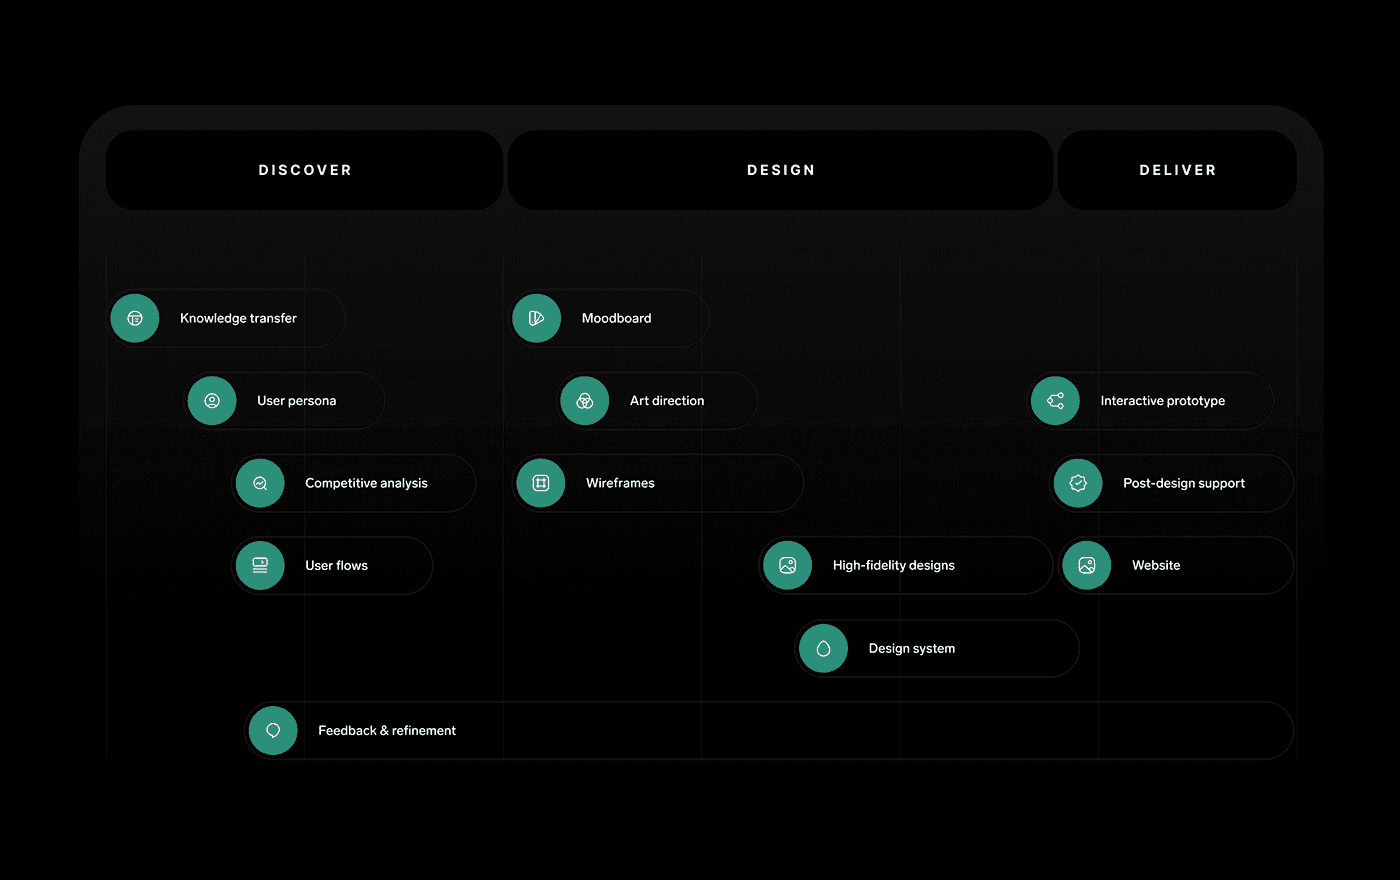 DISCOVER
DESIGN
DELIVER
Knowledge transfer
Moodboard
User persona
Art direction
Interactive prototype
Competitive analysis
Wireframes
Post-design support
User flows
High-fidelity designs
Website
Design system
Feedback & refinement